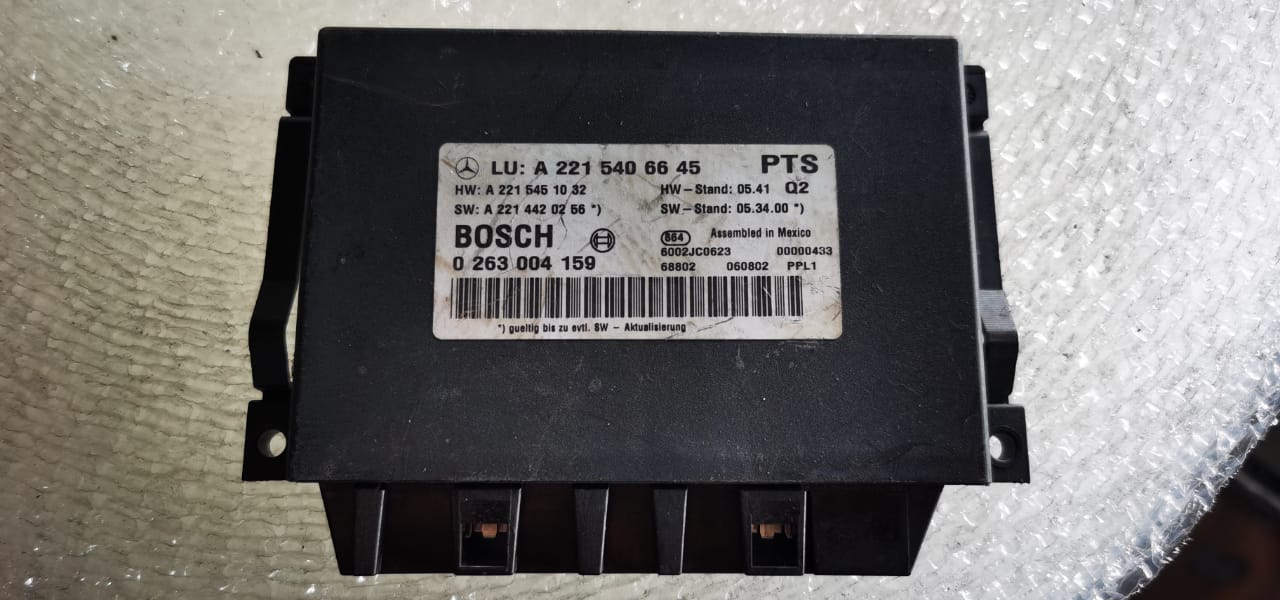 LU: A 221 540 66 45 PTS
HW: A 221 545 10 32 HW-Stand: 05.41 Q2
SW: A 221 442 02 56 *) SW-Stand: 05.34.00 *)
BOSCH 864 Assembled in Mexico
6002JC0623 00000433
0 263 004 159 68802 060802 PPL1
*) gueltig bis zu evtl. SW - Aktualisierung